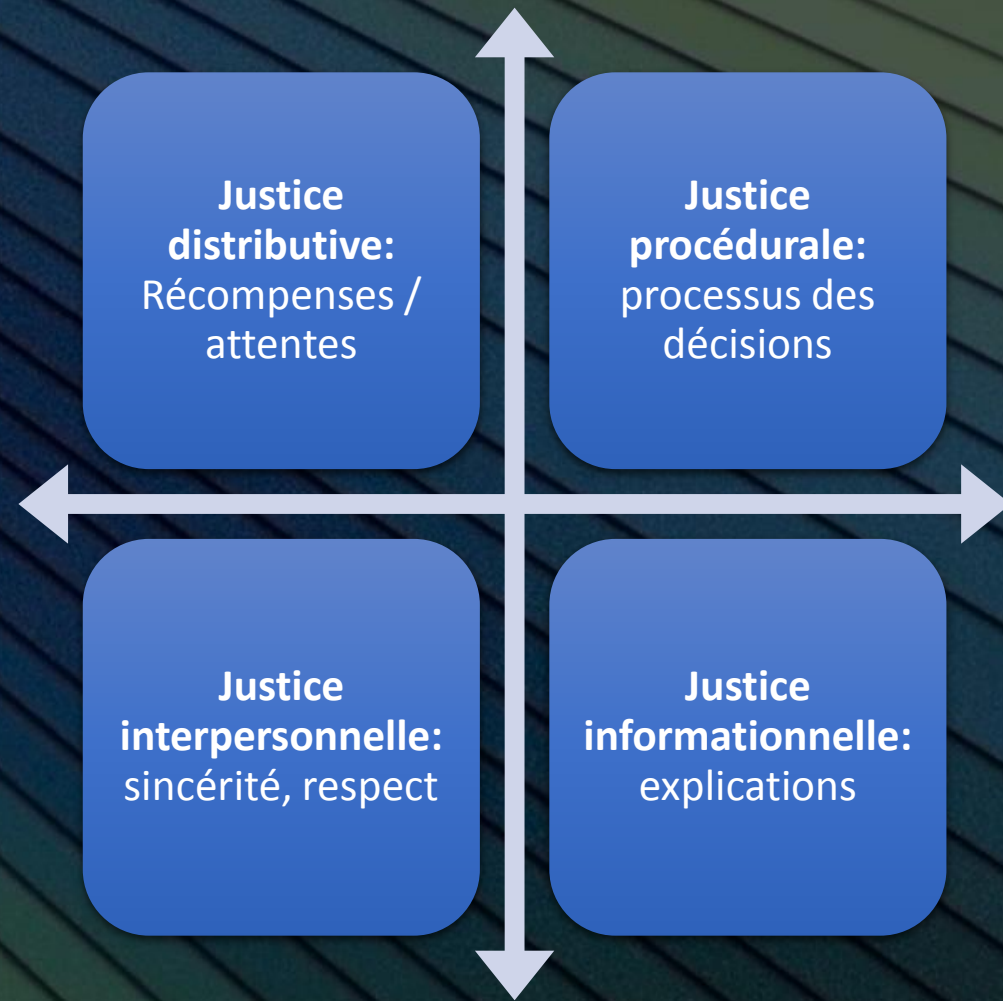 Justice
distributive:
Récompenses /
attentes
Justice
procédurale:
processus des
décisions
Justice
interpersonnelle:
sincérité, respect
Justice
informationnelle:
explications